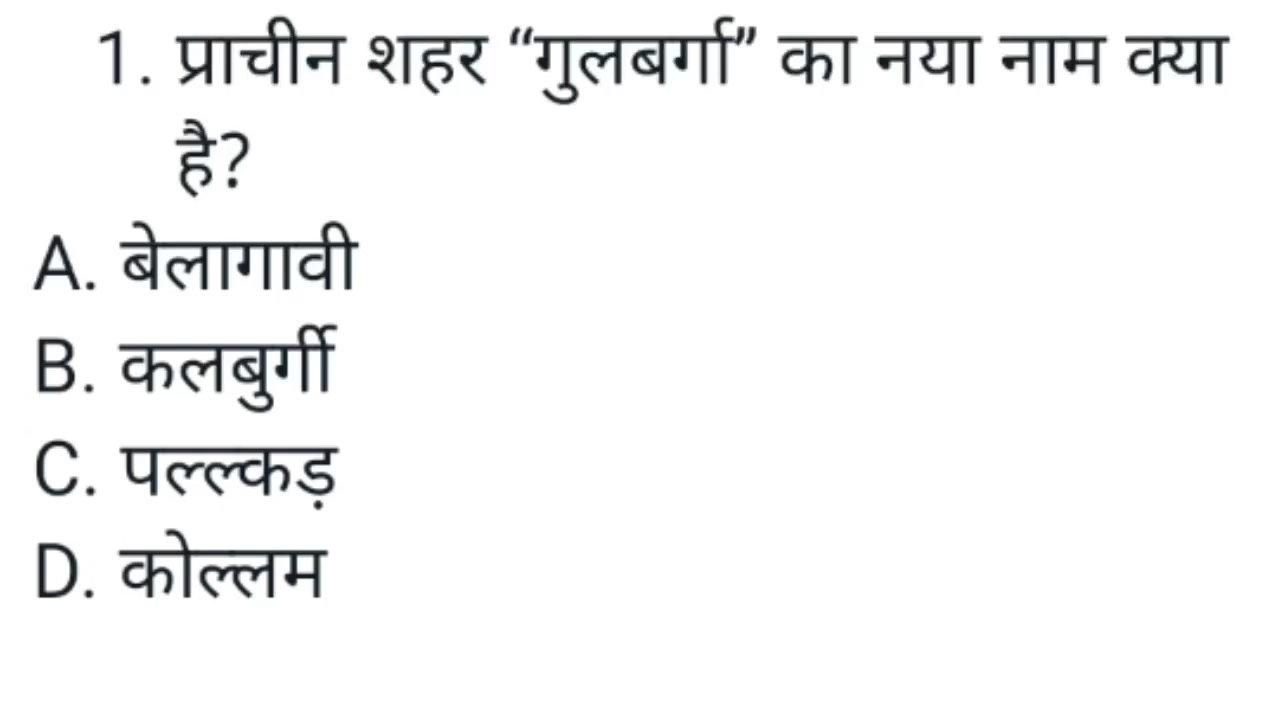 1. प्राचीन शहर “गुलबर्गा” का नया नाम क्या
है?
A. बेलागावी
B. कलबुर्गी
C. पल्ल्कड़
D. कोल्लम